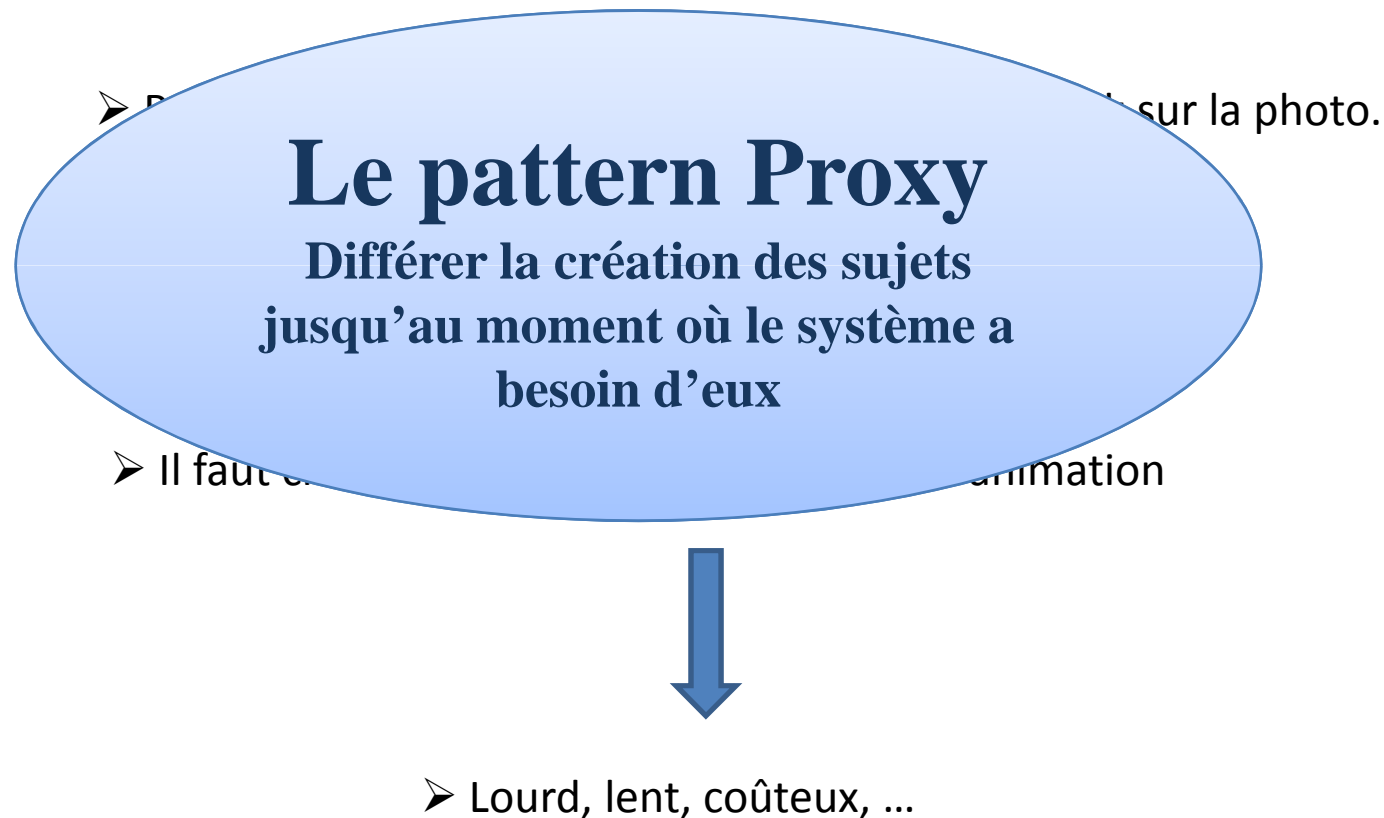 ➢ sur la photo.
Le pattern Proxy
Différer la création des sujets
jusqu’au moment où le système a
besoin d’eux
➢ Il faut
➢ Lourd, lent, coûteux, …